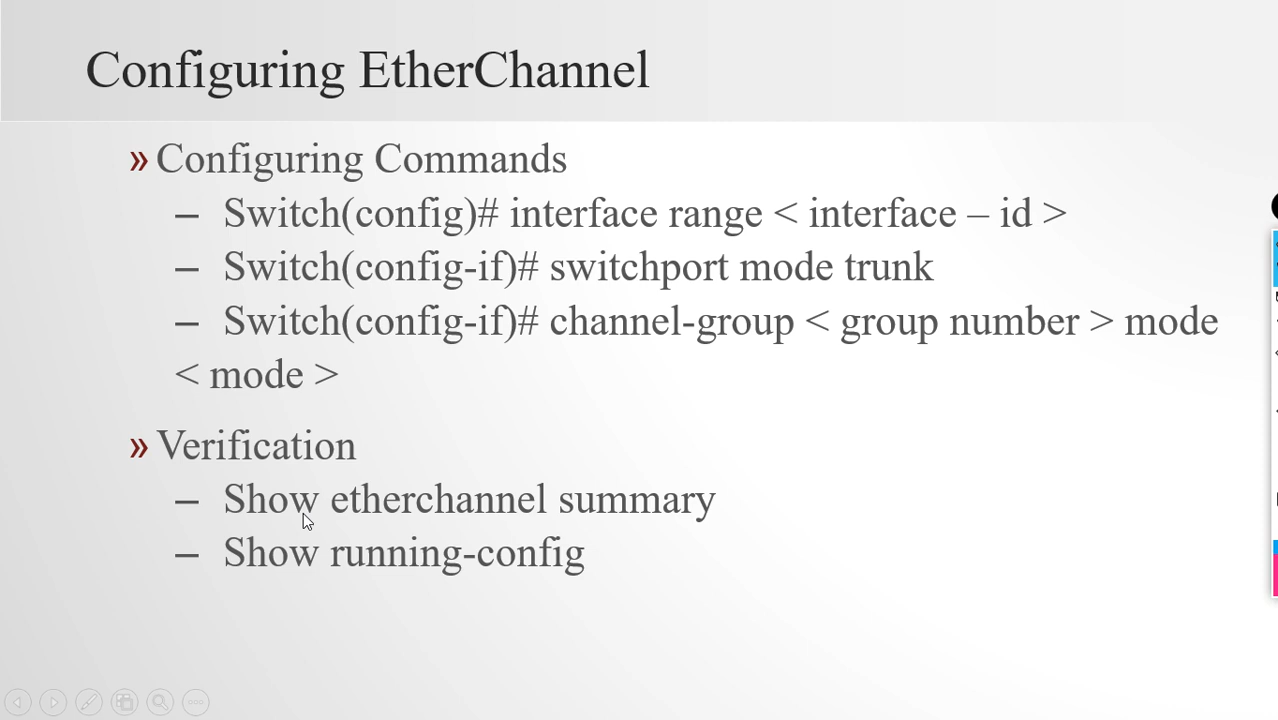 Configuring EtherChannel
» Configuring Commands
– Switch(config)# interface range < interface – id >
– Switch(config-if)# switchport mode trunk
– Switch(config-if)# channel-group < group number > mode
< mode >
» Verification
– Show etherchannel summary
– Show running-config